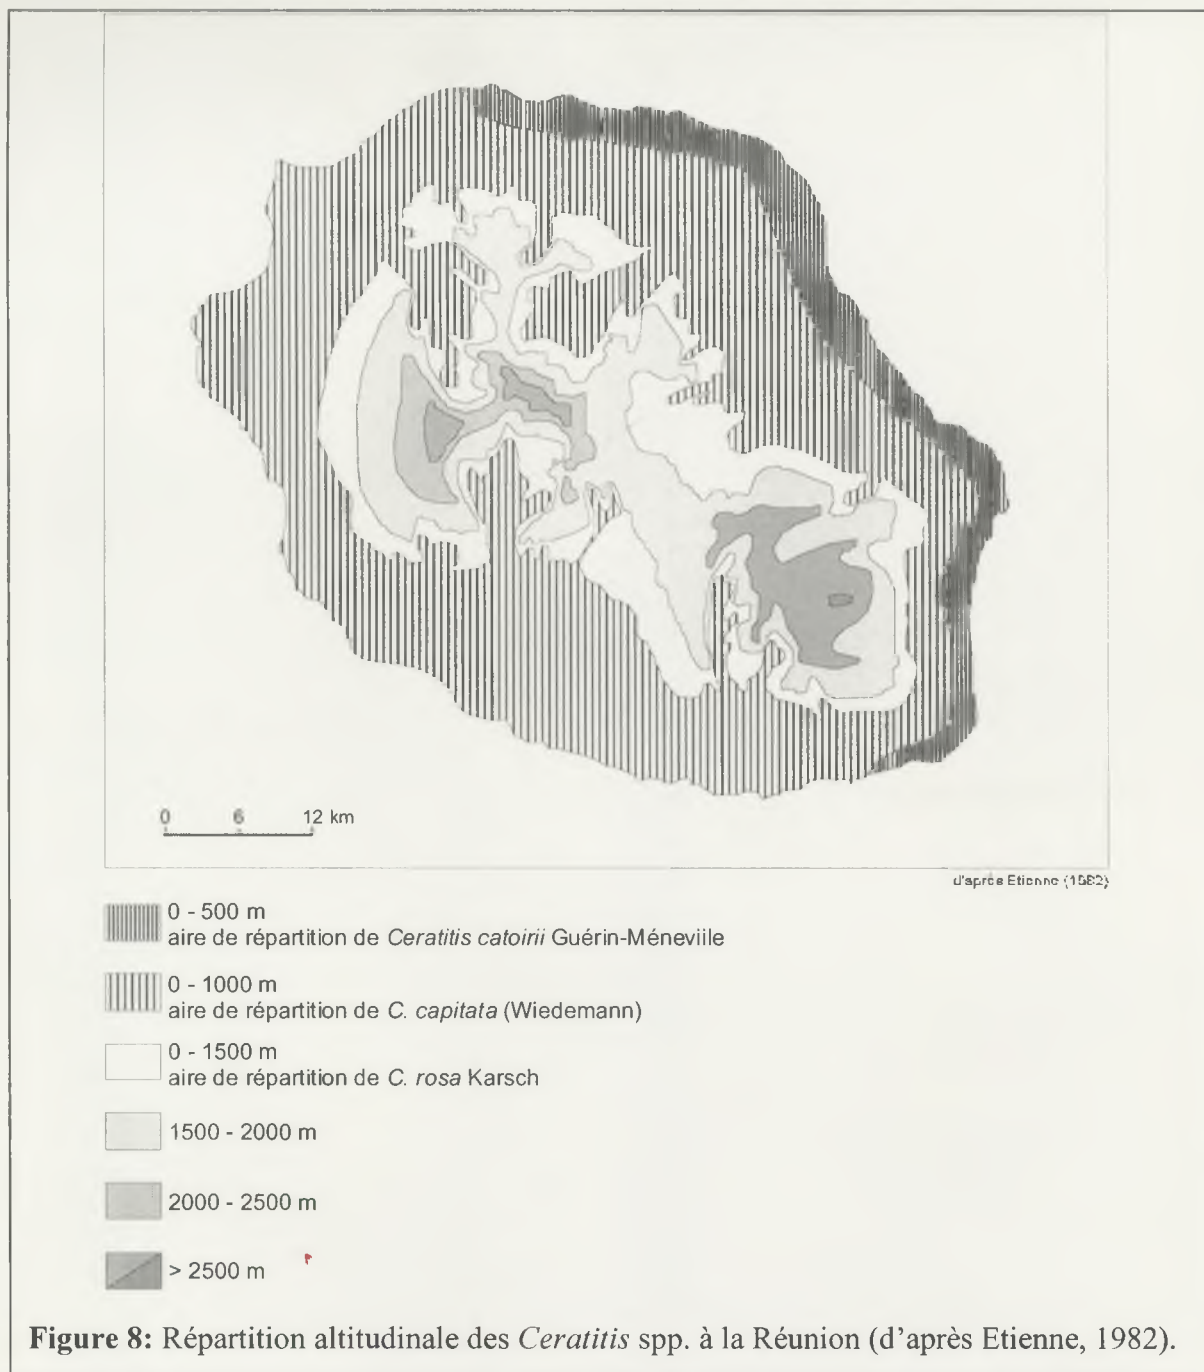 0 6 12 km
d'après Etienne (1982)
0 - 500 m
aire de répartition de Ceratitis catoirii Guérin-Méneviile
0 - 1000 m
aire de répartition de C. capitata (Wiedemann)
0 - 1500 m
aire de répartition de C. rosa Karsch
1500 - 2000 m
2000 - 2500 m
> 2500 m
Figure 8: Répartition altitudinale des Ceratitis spp. à la Réunion (d'après Etienne, 1982).